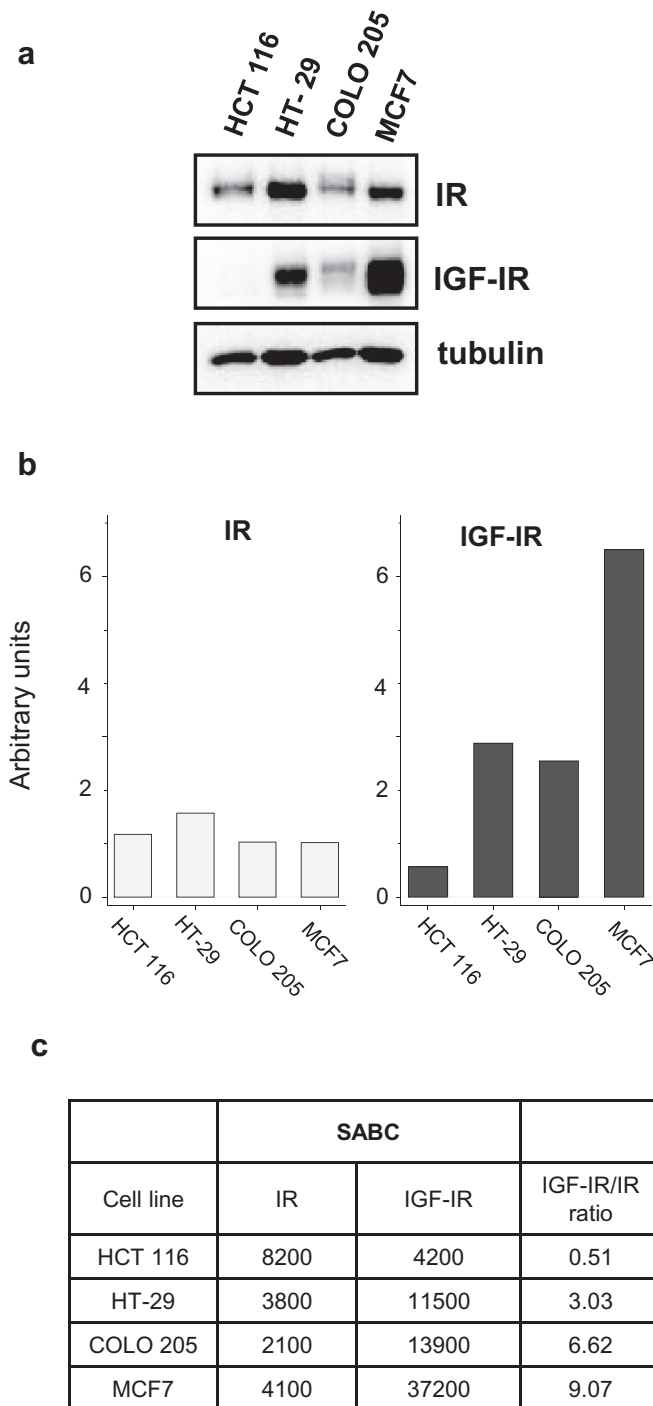 a
HCT 116 HT- 29 COLO 205 MCF7
IR
IGF-IR
tubulin
b
IR
IGF-IR
Arbitrary units
6
4
2
0
HCT 116 HT-29 COLO 205 MCF7
6
4
2
0
HCT 116 HT-29 COLO 205 MCF7
c
SABC
Cell line IR IGF-IR IGF-IR/IR
ratio
HCT 116 8200 4200 0.51
HT-29 3800 11500 3.03
COLO 205 2100 13900 6.62
MCF7 4100 37200 9.07